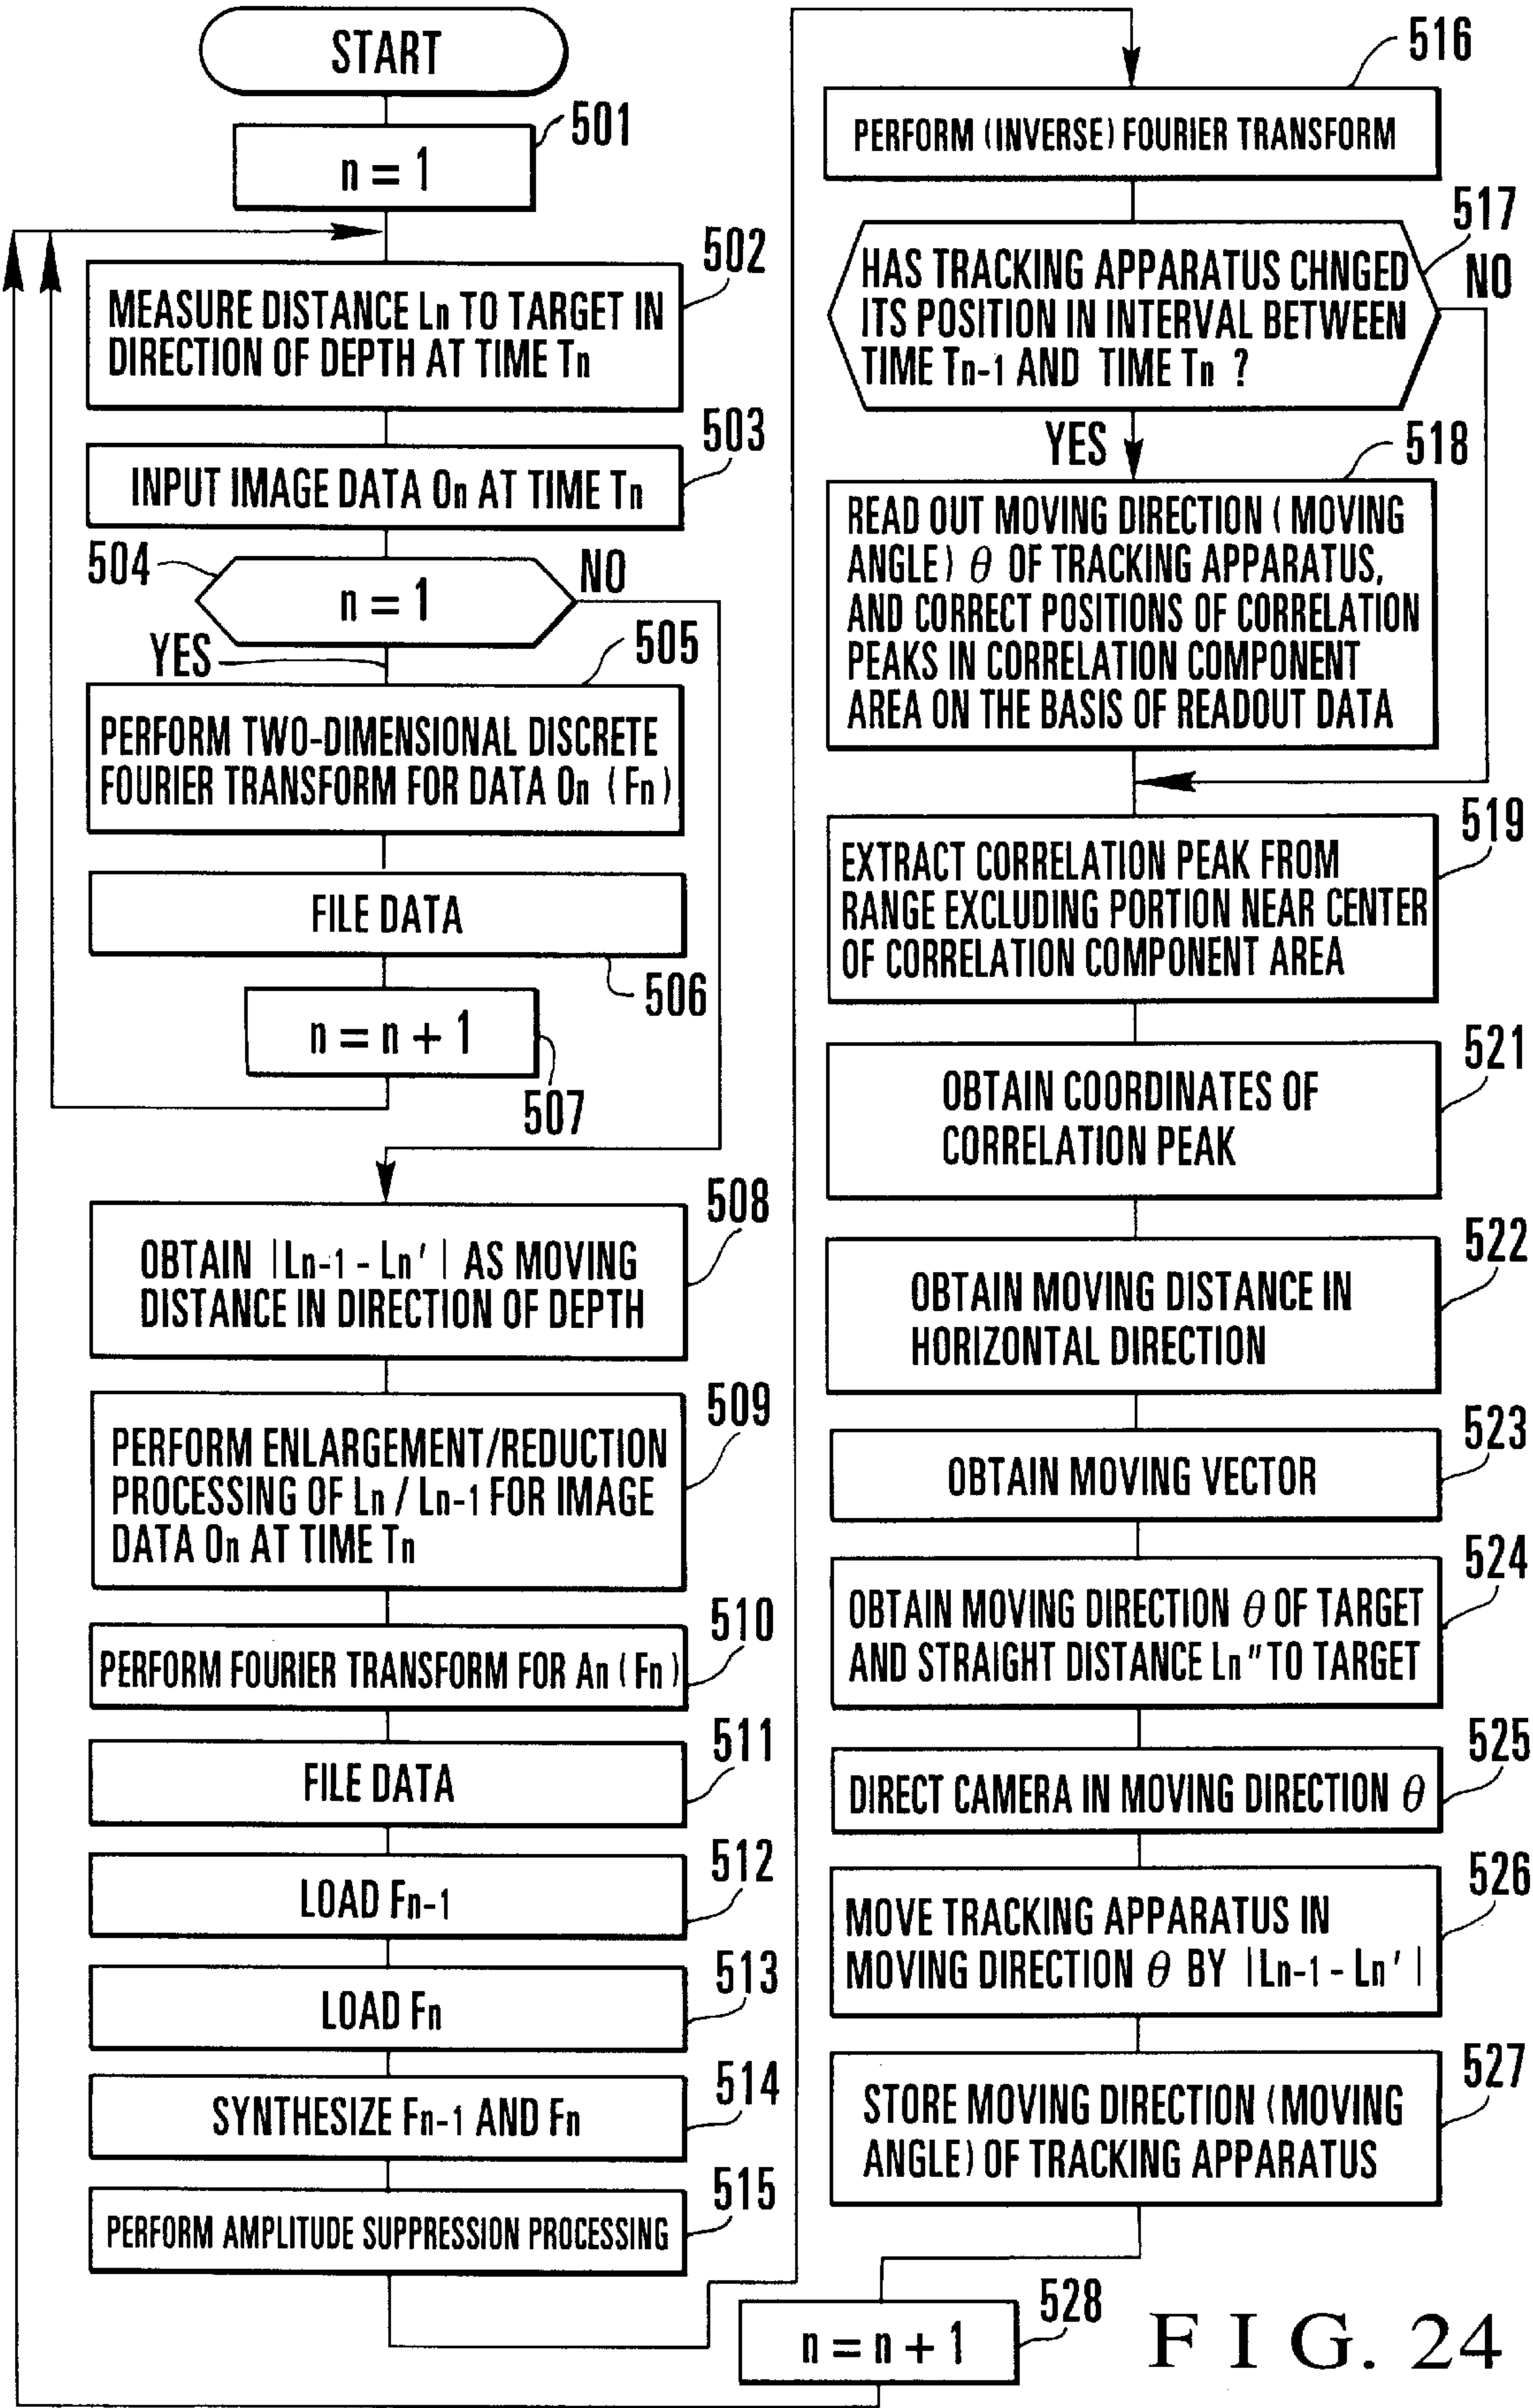 START
501
n = 1
502
MEASURE DISTANCE Ln TO TARGET IN
DIRECTION OF DEPTH AT TIME Tn
503
INPUT IMAGE DATA On AT TIME Tn
504
n = 1
NO
YES
505
PERFORM TWO-DIMENSIONAL DISCRETE
FOURIER TRANSFORM FOR DATA On (Fn)
FILE DATA
506
n = n + 1
507
508
OBTAIN |Ln-1 - Ln' | AS MOVING
DISTANCE IN DIRECTION OF DEPTH
509
PERFORM ENLARGEMENT/REDUCTION
PROCESSING OF Ln / Ln-1 FOR IMAGE
DATA On AT TIME Tn
510
PERFORM FOURIER TRANSFORM FOR An (Fn)
511
FILE DATA
512
LOAD Fn-1
513
LOAD Fn
514
SYNTHESIZE Fn-1 AND Fn
515
PERFORM AMPLITUDE SUPPRESSION PROCESSING
516
PERFORM (INVERSE) FOURIER TRANSFORM
517
HAS TRACKING APPARATUS CHNGED
ITS POSITION IN INTERVAL BETWEEN
TIME Tn-1 AND TIME Tn ?
NO
YES
518
READ OUT MOVING DIRECTION (MOVING
ANGLE) θ OF TRACKING APPARATUS,
AND CORRECT POSITIONS OF CORRELATION
PEAKS IN CORRELATION COMPONENT
AREA ON THE BASIS OF READOUT DATA
519
EXTRACT CORRELATION PEAK FROM
RANGE EXCLUDING PORTION NEAR CENTER
OF CORRELATION COMPONENT AREA
521
OBTAIN COORDINATES OF
CORRELATION PEAK
522
OBTAIN MOVING DISTANCE IN
HORIZONTAL DIRECTION
523
OBTAIN MOVING VECTOR
524
OBTAIN MOVING DIRECTION θ OF TARGET
AND STRAIGHT DISTANCE Ln" TO TARGET
525
DIRECT CAMERA IN MOVING DIRECTION θ
526
MOVE TRACKING APPARATUS IN
MOVING DIRECTION θ BY |Ln-1 - Ln' |
527
STORE MOVING DIRECTION (MOVING
ANGLE) OF TRACKING APPARATUS
528
n = n + 1
FIG. 24